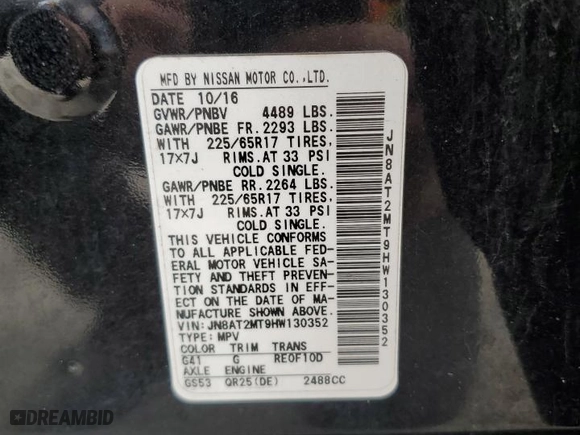 MFD BY NISSAN MOTOR CO.,LTD.
DATE 10/16
GVWR/PNBV 4489 LBS.
GAWR/PNBE FR. 2293 LBS.
WITH 225/65R17 TIRES,
17×7J RIMS.AT 33 PSI
COLD SINGLE.
GAWR/PNBE RR. 2264 LBS.
WITH 225/65R17 TIRES,
17×7J RIMS.AT 33 PSI
COLD SINGLE.
THIS VEHICLE CONFORMS
TO ALL APPLICABLE FED-
ERAL MOTOR VEHICLE SA-
FETY AND THEFT PREVEN-
TION STANDARDS IN EFF-
ECT ON THE DATE OF MA-
NUFACTURE SHOWN ABOVE.
VIN: JN8AT2MT9HW130352
TYPE: MPV
COLOR TRIM TRANS
G41 G RE0F10D
AXLE ENGINE
GS53 QR25(DE) 2488CC
JN8AT2MT9HW130352
DREAMBID